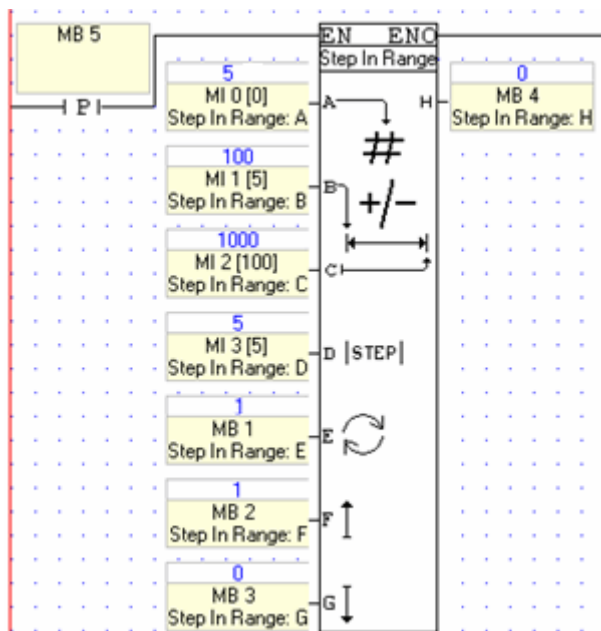 MB 5
P
EN ENO
Step In Range
5
MI 0 [0]
Step In Range: A
A
H
0
MB 4
Step In Range: H
#
100
MI 1 [5]
Step In Range: B
B
+/-
1000
MI 2 [100]
Step In Range: C
C
5
MI 3 [5]
Step In Range: D
D |STEP|
1
MB 1
Step In Range: E
E
1
MB 2
Step In Range: F
F
0
MB 3
Step In Range: G
G